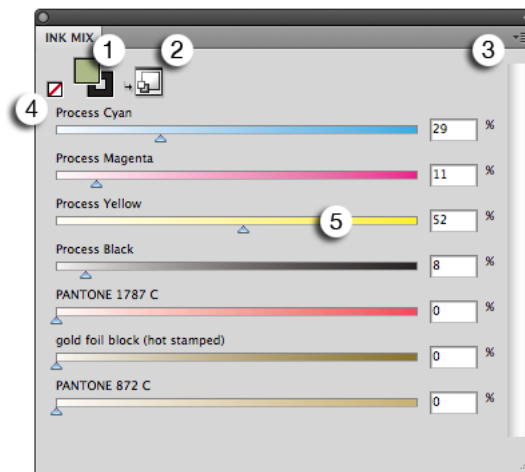 INK MIX
1
2
3
4
Process Cyan
29 %
Process Magenta
11 %
Process Yellow
5
52 %
Process Black
8 %
PANTONE 1787 C
0 %
gold foil block (hot stamped)
0 %
PANTONE 872 C
0 %